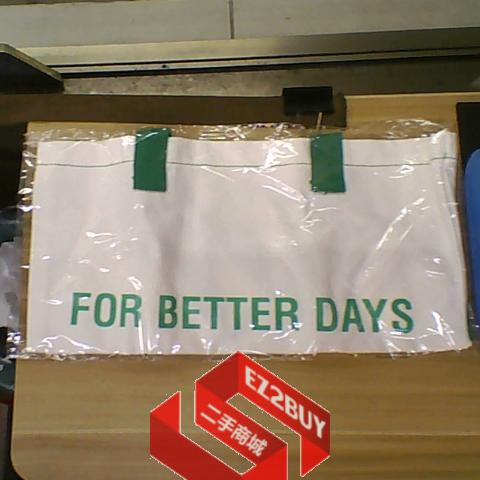 FOR BETTER DAYS
EZ2BUY
二手商城